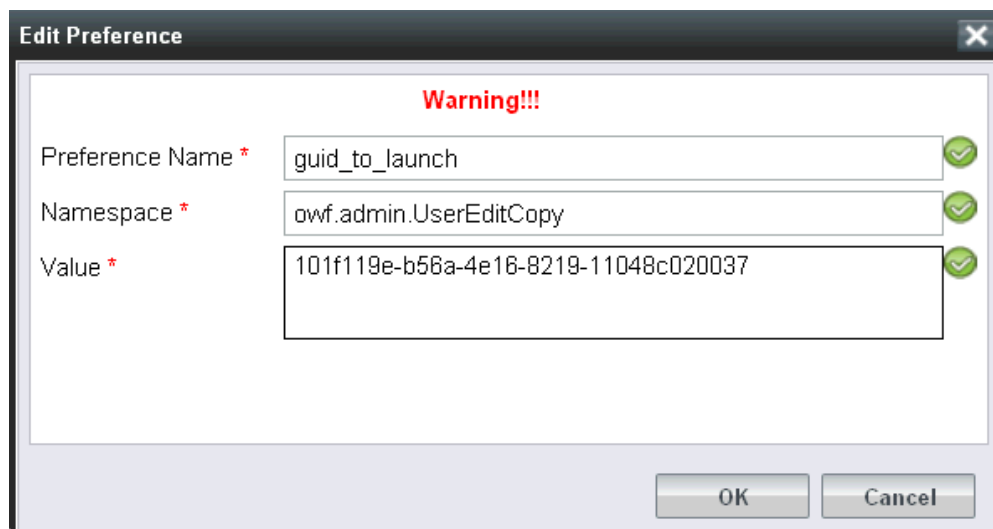 Edit Preference
Warning!!!
Preference Name * guid_to_launch
Namespace * owf.admin.UserEditCopy
Value * 101f119e-b56a-4e16-8219-11048c020037
OK Cancel